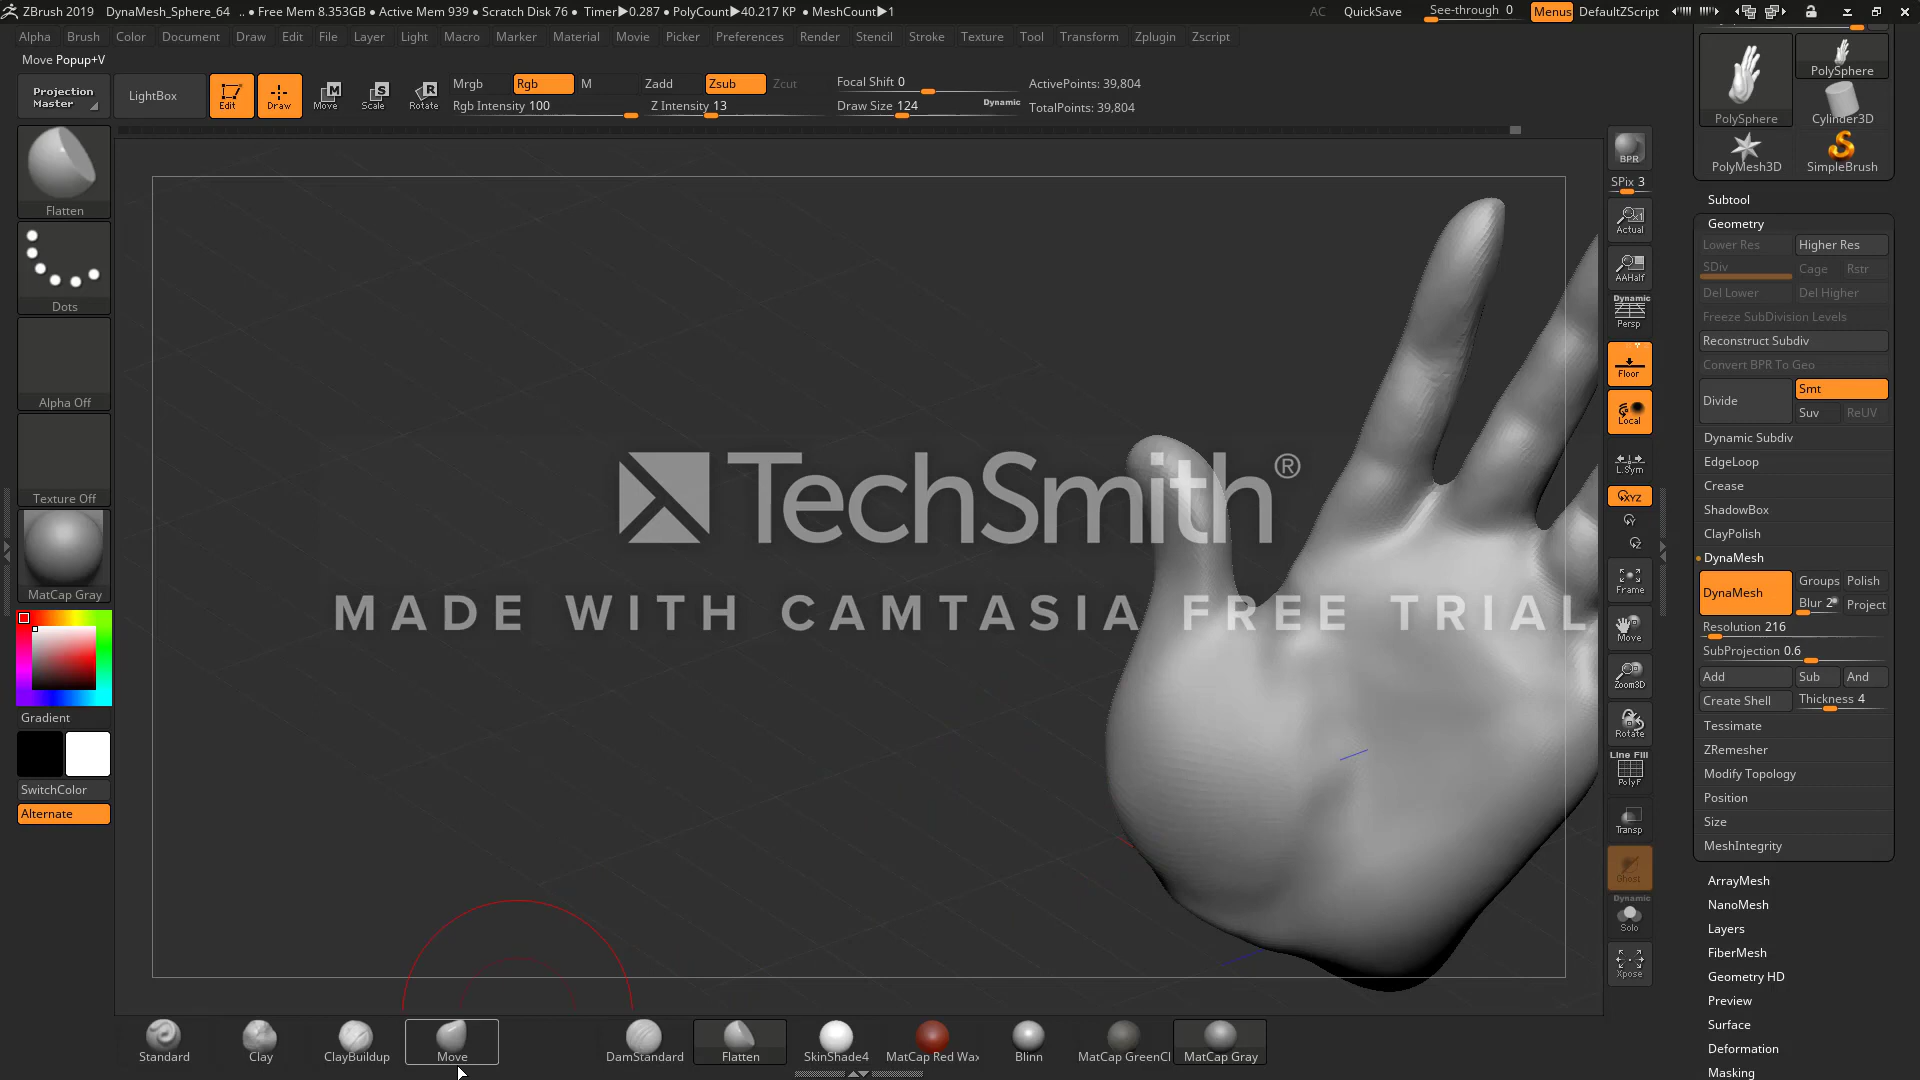 ZBrush 2019 DynaMesh_Sphere_64 .. • Free Mem 8.353GB • Active Mem 939 • Scratch Disk 76 • Timer▶0.287 • PolyCount▶40.217 KP • MeshCount▶1 AC QuickSave See-through 0 Menus DefaultZScript
Alpha Brush Color Document Draw Edit File Layer Light Macro Marker Material Movie Picker Preferences Render Stencil Stroke Texture Tool Transform Zplugin Zscript
Move Popup+V
Projection Master
LightBox
Edit
Draw
Move
Scale
Rotate
Mrgb Rgb M Zadd Zsub Zcut
Rgb Intensity 100 Z Intensity 13
Focal Shift 0
Draw Size 124 Dynamic
ActivePoints: 39,804
TotalPoints: 39,804
Flatten
Dots
Alpha Off
Texture Off
MatCap Gray
Gradient
SwitchColor
Alternate
TechSmith®
MADE WITH CAMTASIA FREE TRIAL
Standard Clay ClayBuildup Move DamStandard Flatten SkinShade4 MatCap Red Wax Blinn MatCap GreenCl MatCap Gray
BPR
SPix 3
Actual
AAHalf
Dynamic
Persp
Floor
Local
L.Sym
XYZ
Y
Z
Frame
Move
Zoom3D
Rotate
Line Fill
PolyF
Transp
Ghost
Dynamic
Solo
Xpose
PolySphere PolySphere
Cylinder3D
PolyMesh3D SimpleBrush
Subtool
Geometry
Lower Res Higher Res
SDiv Cage Rstr
Del Lower Del Higher
Freeze SubDivision Levels
Reconstruct Subdiv
Convert BPR To Geo
Divide Smt
Suv ReUV
Dynamic Subdiv
EdgeLoop
Crease
ShadowBox
ClayPolish
DynaMesh
DynaMesh Groups Polish
Blur 2 Project
Resolution 216
SubProjection 0.6
Add Sub And
Create Shell Thickness 4
Tessimate
ZRemesher
Modify Topology
Position
Size
MeshIntegrity
ArrayMesh
NanoMesh
Layers
FiberMesh
Geometry HD
Preview
Surface
Deformation
Masking